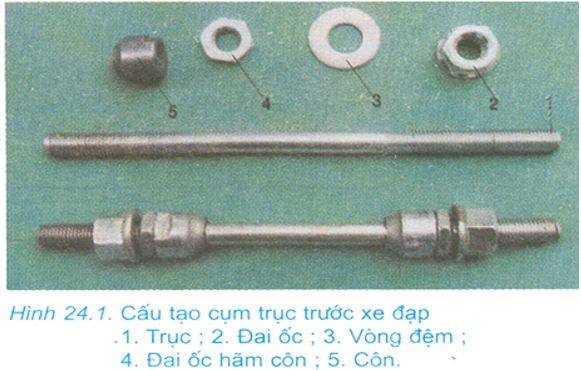 5 4 3 2 1
Hình 24.1. Cấu tạo cụm trục trước xe đạp
1. Trục ; 2. Đai ốc ; 3. Vòng đệm ;
4. Đai ốc hãm côn ; 5. Côn.